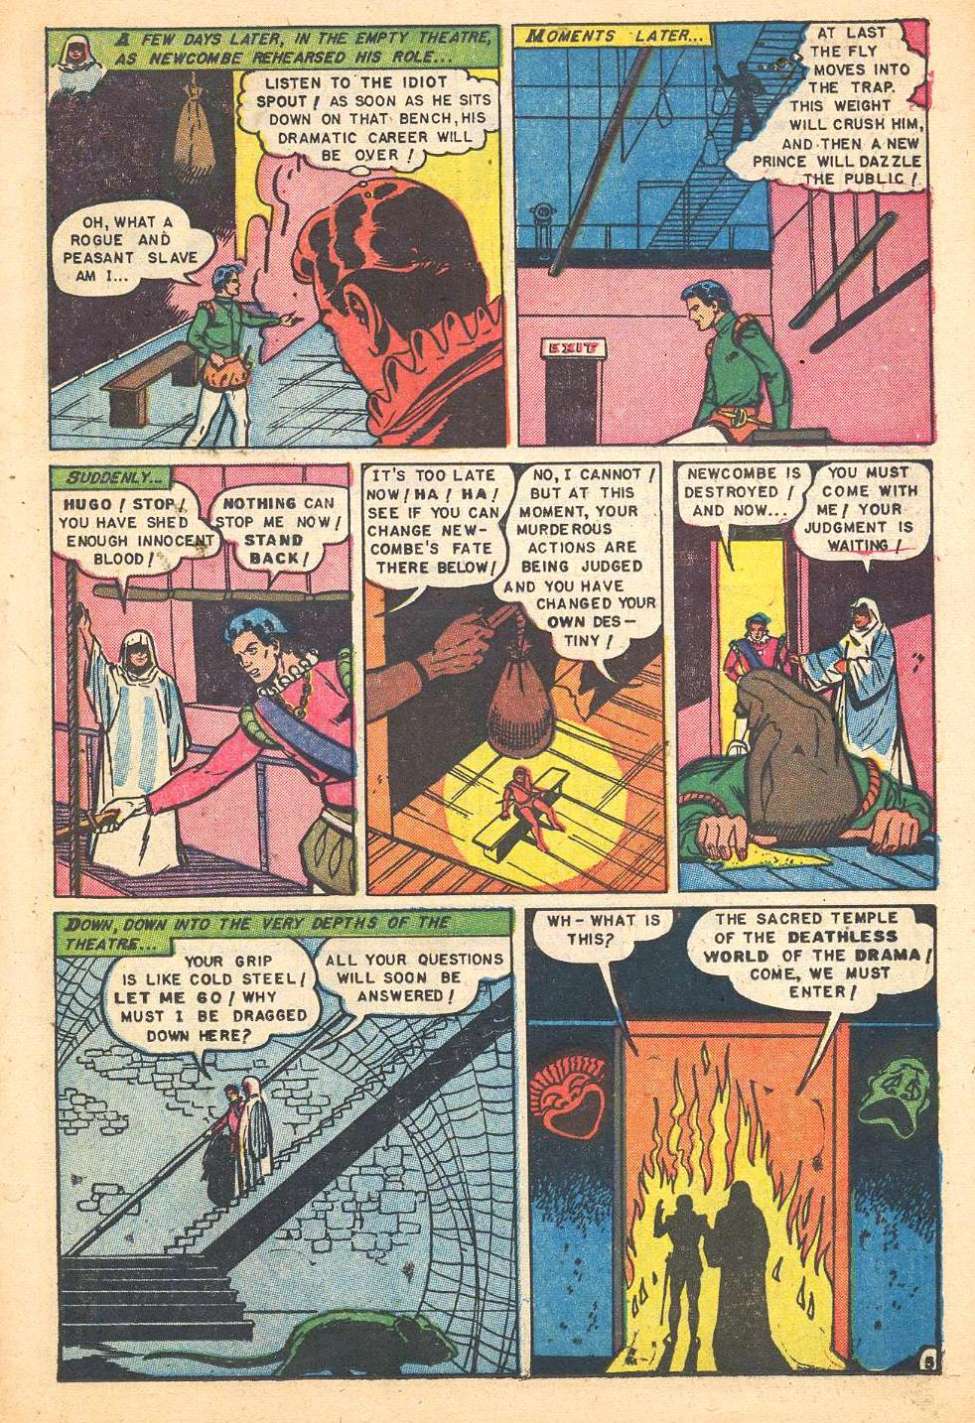 A FEW DAYS LATER, IN THE EMPTY THEATRE,
AS NEWCOMBE REHEARSED HIS ROLE...
LISTEN TO THE IDIOT
SPOUT! AS SOON AS HE SITS
DOWN ON THAT BENCH, HIS
DRAMATIC CAREER WILL
BE OVER!
OH, WHAT A
ROGUE AND
PEASANT SLAVE
AM I...
MOMENTS LATER...
AT LAST
THE FLY
MOVES INTO
THE TRAP.
THIS WEIGHT
WILL CRUSH HIM,
AND THEN A NEW
PRINCE WILL DAZZLE
THE PUBLIC!
EXIT
SUDDENLY...
HUGO! STOP!
YOU HAVE SHED
ENOUGH INNOCENT
BLOOD!
NOTHING CAN
STOP ME NOW!
STAND
BACK!
IT'S TOO LATE
NOW! HA! HA!
SEE IF YOU CAN
CHANGE NEW-
COMBE'S FATE
THERE BELOW!
NO, I CANNOT!
BUT AT THIS
MOMENT, YOUR
MURDEROUS
ACTIONS ARE
BEING JUDGED
AND YOU HAVE
CHANGED YOUR
OWN DES-
TINY!
NEWCOMBE IS
DESTROYED!
AND NOW...
YOU MUST
COME WITH
ME! YOUR
JUDGMENT IS
WAITING!
DOWN, DOWN INTO THE VERY DEPTHS OF THE
THEATRE...
YOUR GRIP
IS LIKE COLD STEEL!
LET ME GO! WHY
MUST I BE DRAGGED
DOWN HERE?
ALL YOUR QUESTIONS
WILL SOON BE
ANSWERED!
WH-WHAT IS
THIS?
THE SACRED TEMPLE
OF THE DEATHLESS
WORLD OF THE DRAMA!
COME, WE MUST
ENTER!
5